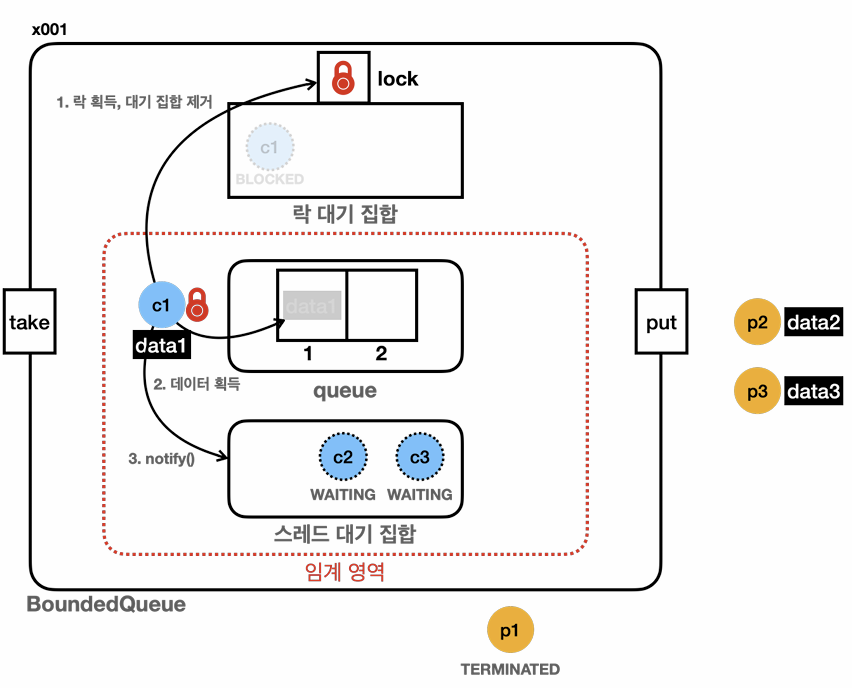 x001
lock
1. 락 획득, 대기 집합 제거
c1
BLOCKED
락 대기 집합
c1
data1
take
data1
1 2
queue
put
p2 data2
p3 data3
2. 데이터 획득
3. notify()
c2 c3
WAITING WAITING
스레드 대기 집합
임계 영역
BoundedQueue
p1
TERMINATED